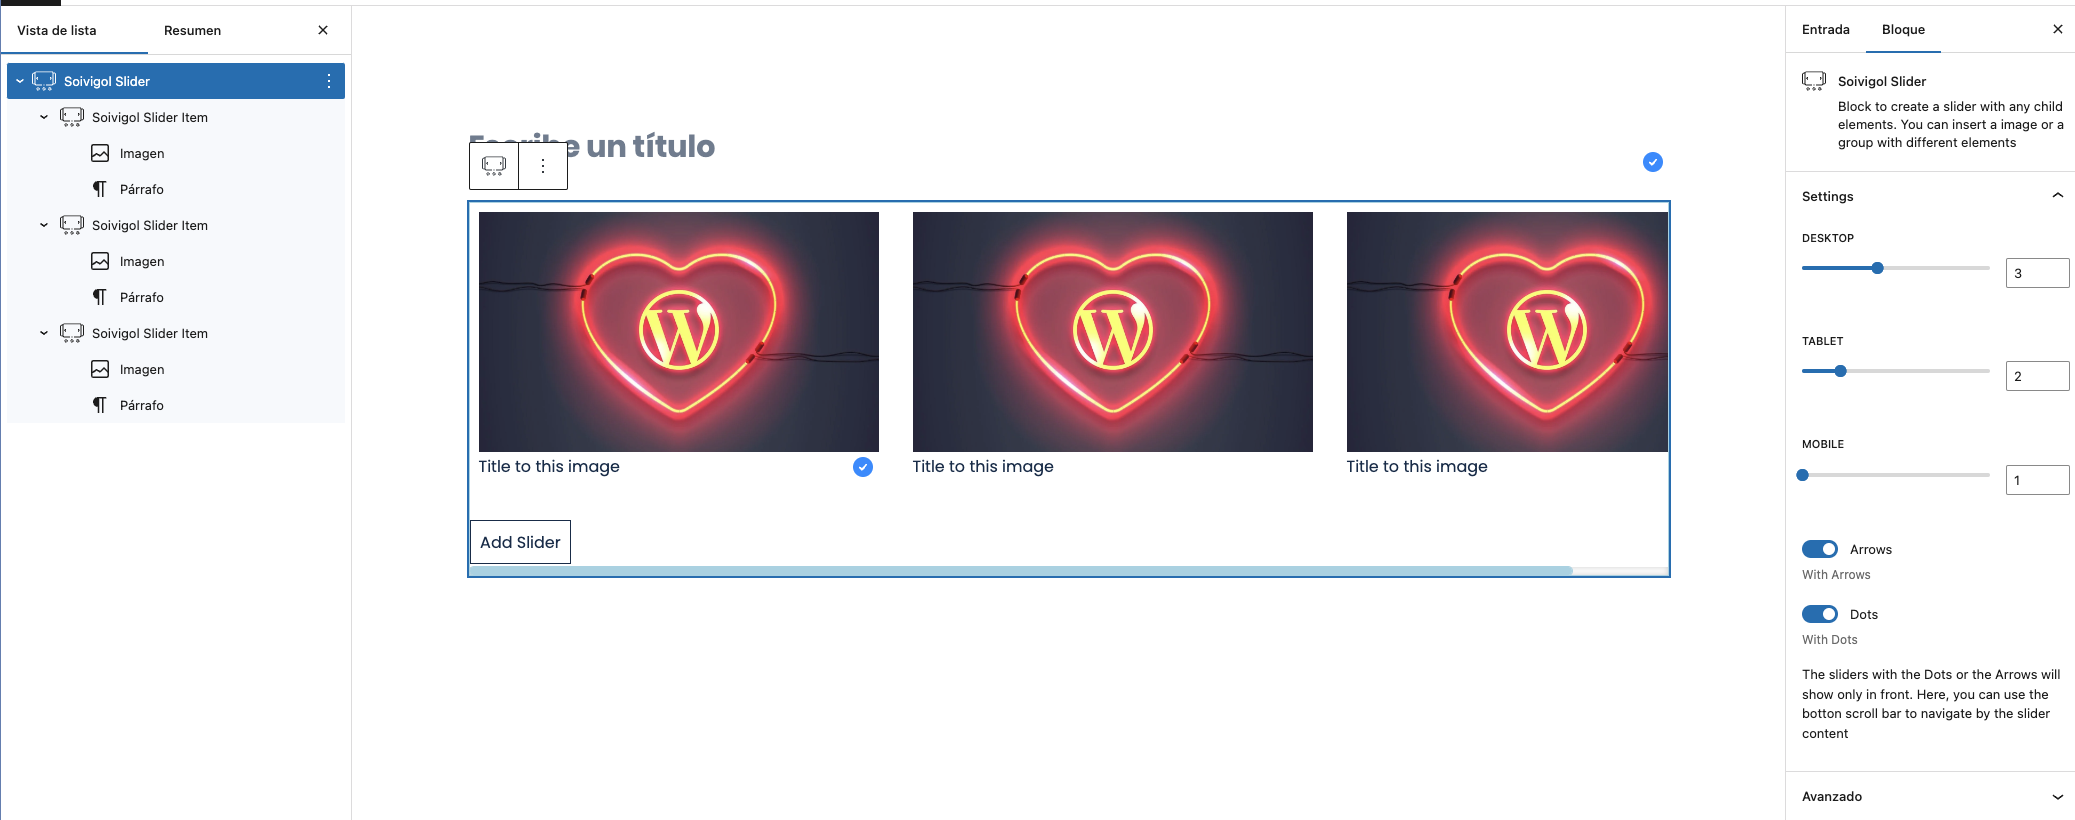 Vista de lista
Resumen
Soivigol Slider
Soivigol Slider Item
Imagen
Párrafo
Soivigol Slider Item
Imagen
Párrafo
Soivigol Slider Item
Imagen
Párrafo
un título
Title to this image
Title to this image
Title to this image
Add Slider
Entrada
Bloque
Soivigol Slider
Block to create a slider with any child
elements. You can insert a image or a
group with different elements
Settings
DESKTOP
3
TABLET
2
MOBILE
1
Arrows
With Arrows
Dots
With Dots
The sliders with the Dots or the Arrows will
show only in front. Here, you can use the
botton scroll bar to navigate by the slider
content
Avanzado